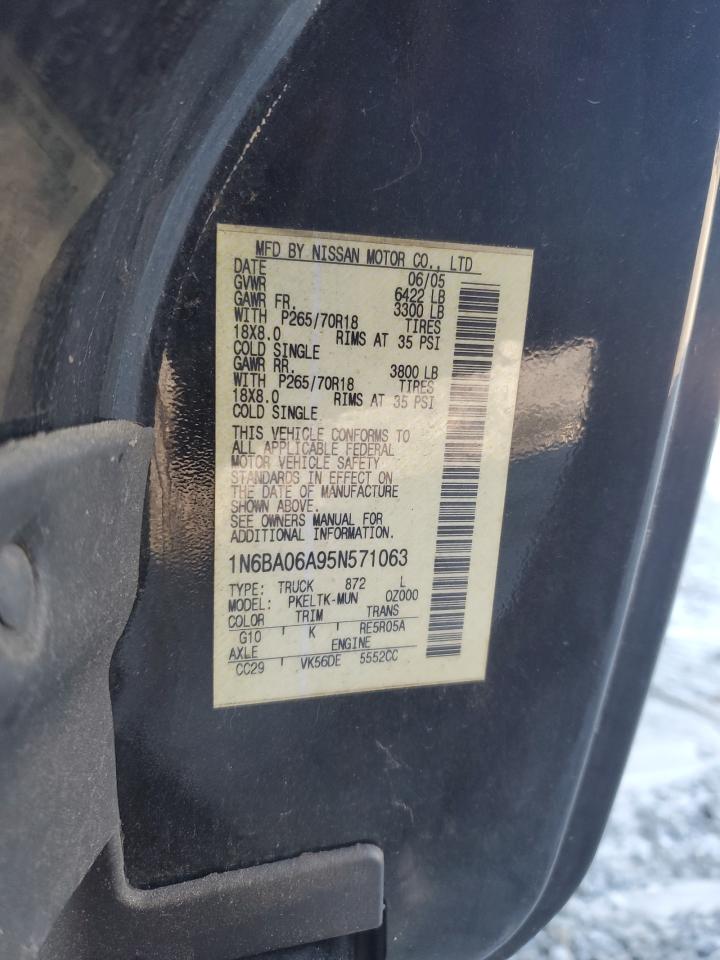 MFD BY NISSAN MOTOR CO., LTD
DATE 06/05
GVWR 6422 LB
GAWR FR. 3300 LB
WITH P265/70R18 TIRES
18X8.0 RIMS AT 35 PSI
COLD SINGLE
GAWR RR. 3800 LB
WITH P265/70R18 TIRES
18X8.0 RIMS AT 35 PSI
COLD SINGLE
THIS VEHICLE CONFORMS TO
ALL APPLICABLE FEDERAL
MOTOR VEHICLE SAFETY
STANDARDS IN EFFECT ON
THE DATE OF MANUFACTURE
SHOWN ABOVE.
SEE OWNERS MANUAL FOR
ADDITIONAL INFORMATION.
1N6BA06A95N571063
TYPE: TRUCK 872 L
MODEL: PKELTK-MUN 0Z000
COLOR TRIM TRANS
G10 K RE5R05A
AXLE ENGINE
CC29 VK56DE 5552CC